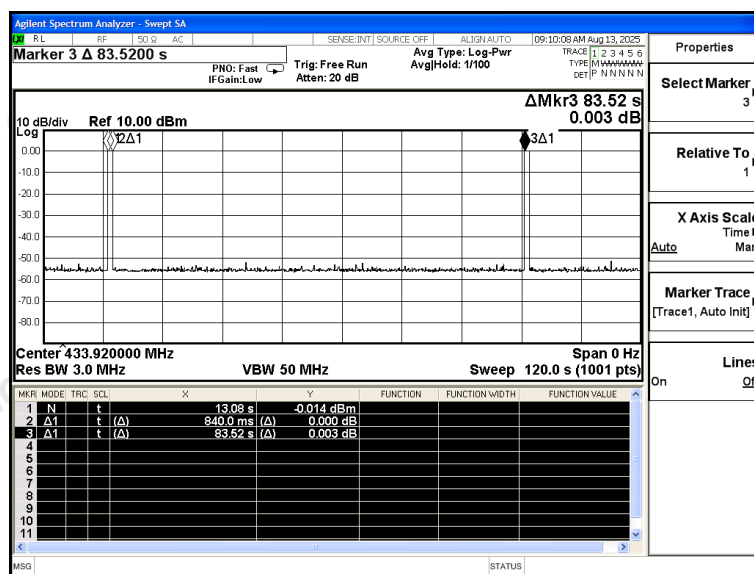 Agilent Spectrum Analyzer - Swept SA
LXI RL RF 50 Ω AC SENSE:INT SOURCE OFF ALIGN AUTO 09:10:08 AM Aug 13, 2025
Marker 3 Δ 83.5200 s
PNO: Fast
IFGain:Low
Trig: Free Run
Atten: 20 dB
Avg Type: Log-Pwr
Avg|Hold: 1/100
TRACE 1 2 3 4 5 6
TYPE M WWWWW
DET P N N N N N
ΔMkr3 83.52 s
0.003 dB
10 dB/div Ref 10.00 dBm
Log
2Δ1
3Δ1
0.00
-10.0
-20.0
-30.0
-40.0
-50.0
-60.0
-70.0
-80.0
Center 433.920000 MHz Span 0 Hz
Res BW 3.0 MHz VBW 50 MHz Sweep 120.0 s (1001 pts)
MKR MODE TRC SCL X Y FUNCTION FUNCTION WIDTH FUNCTION VALUE
1 N t 13.08 s -0.014 dBm
2 Δ1 t (Δ) 840.0 ms (Δ) 0.000 dB
3 Δ1 t (Δ) 83.52 s (Δ) 0.003 dB
4
5
6
7
8
9
10
11
MSG STATUS
Properties
Select Marker
3
Relative To
1
X Axis Scale
Time
Auto Man
Marker Trace
[Trace1, Auto Init]
Lines
On Off